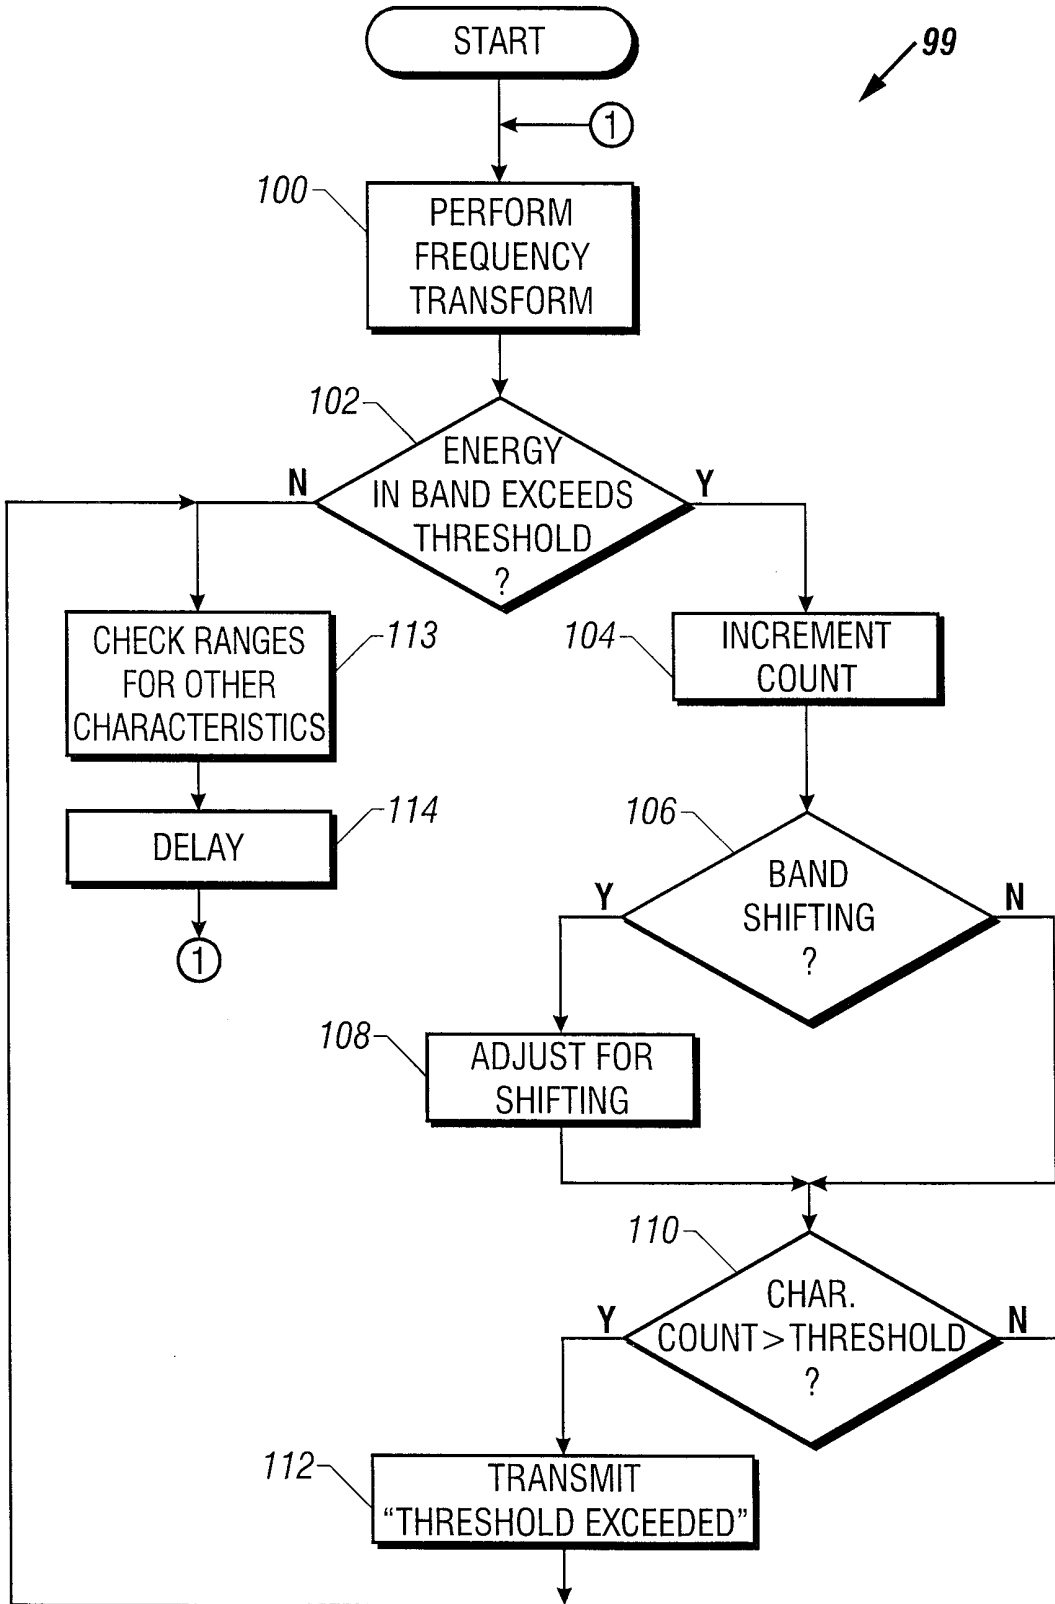 START
99
1
100
PERFORM
FREQUENCY
TRANSFORM
102
ENERGY
IN BAND EXCEEDS
THRESHOLD
?
N
Y
CHECK RANGES
FOR OTHER
CHARACTERISTICS
113
104
INCREMENT
COUNT
DELAY
114
1
106
BAND
SHIFTING
?
Y
N
108
ADJUST FOR
SHIFTING
110
CHAR.
COUNT>THRESHOLD
?
Y
N
112
TRANSMIT
“THRESHOLD EXCEEDED”